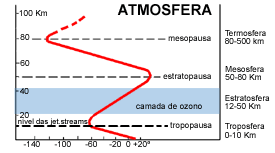 100 Km
ATMOSFERA
80
mesopausa
Termosfera
80-500 km
60
estratopausa
Mesosfera
50-80 Km
40
camada de ozono
Estratosfera
12-50 Km
20
nível das jet streams
tropopausa
Troposfera
0-10 Km
-140 -100 -60 -20 0 +20°